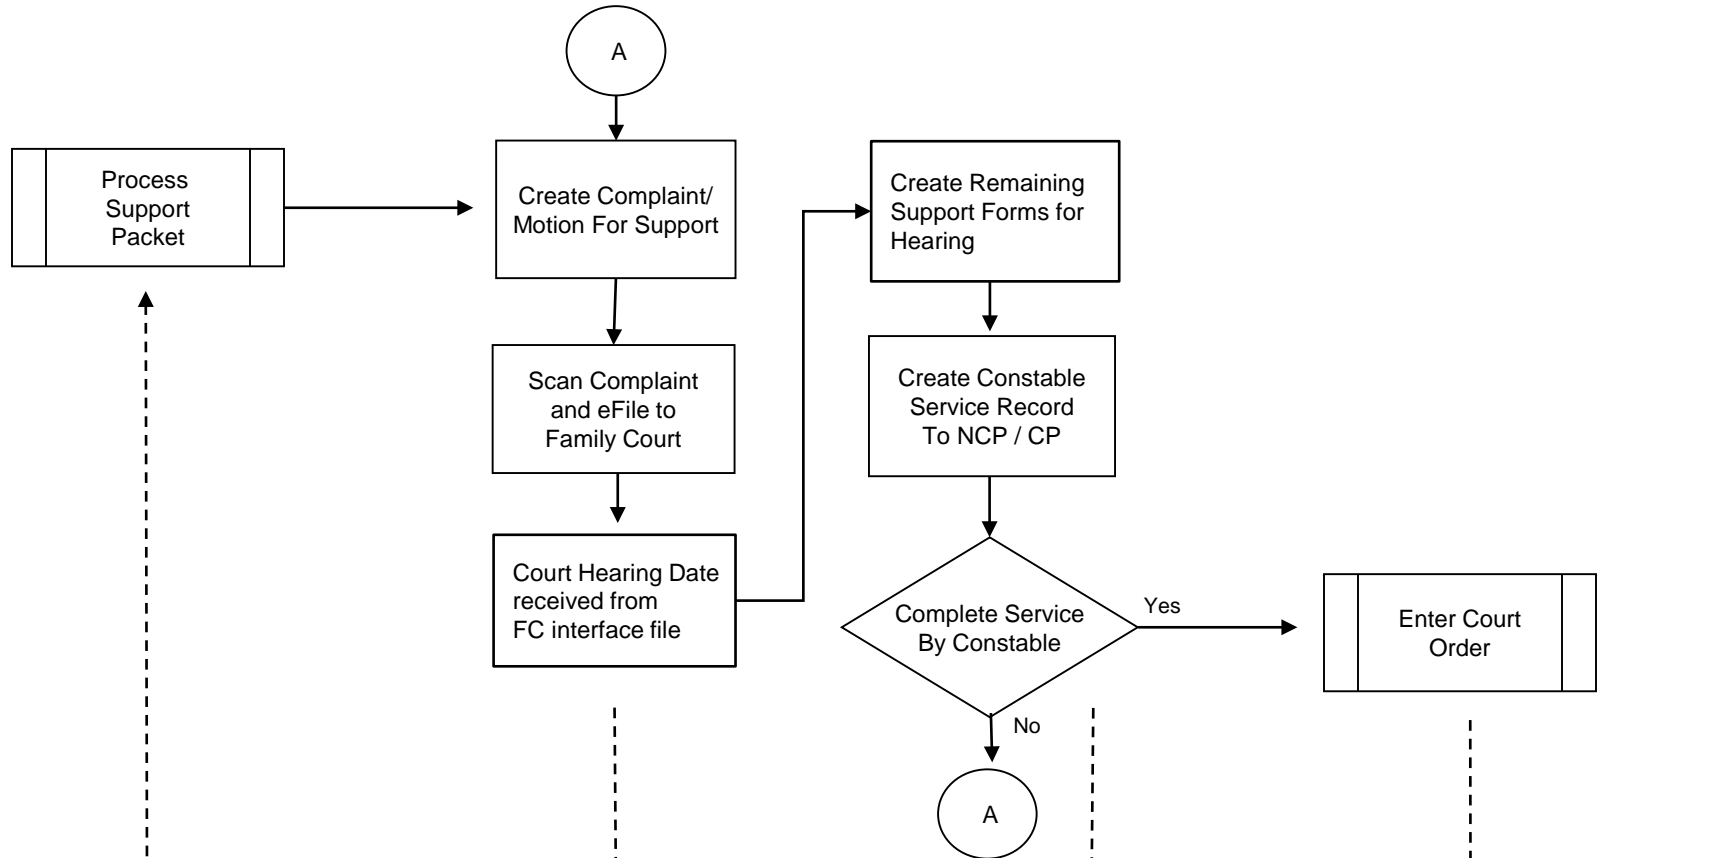 A
Process
Support
Packet
Create Complaint/
Motion For Support
Scan Complaint
and eFile to
Family Court
Court Hearing Date
received from
FC interface file
Create Remaining
Support Forms for
Hearing
Create Constable
Service Record
To NCP / CP
Complete Service
By Constable
Yes
No
Enter Court
Order
A